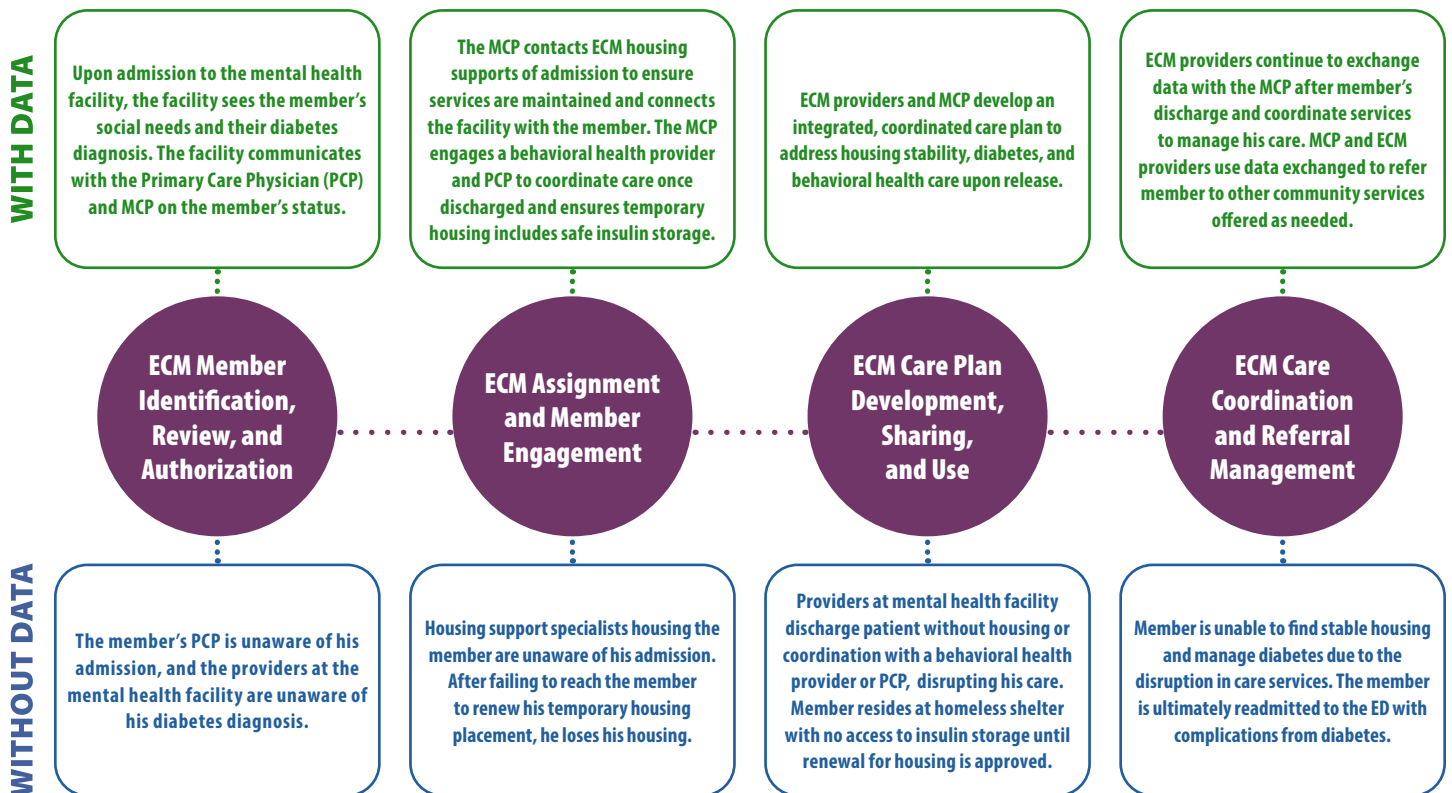 WITH DATA
Upon admission to the mental health
facility, the facility sees the member's
social needs and their diabetes
diagnosis. The facility communicates
with the Primary Care Physician (PCP)
and MCP on the member's status.
The MCP contacts ECM housing
supports of admission to ensure
services are maintained and connects
the facility with the member. The MCP
engages a behavioral health provider
and PCP to coordinate care once
discharged and ensures temporary
housing includes safe insulin storage.
ECM providers and MCP develop an
integrated, coordinated care plan to
address housing stability, diabetes, and
behavioral health care upon release.
ECM providers continue to exchange
data with the MCP after member's
discharge and coordinate services
to manage his care. MCP and ECM
providers use data exchanged to refer
member to other community services
offered as needed.
ECM Member
Identification,
Review, and
Authorization
ECM Assignment
and Member
Engagement
ECM Care Plan
Development,
Sharing,
and Use
ECM Care
Coordination
and Referral
Management
WITHOUT DATA
The member's PCP is unaware of his
admission, and the providers at the
mental health facility are unaware of
his diabetes diagnosis.
Housing support specialists housing the
member are unaware of his admission.
After failing to reach the member
to renew his temporary housing
placement, he loses his housing.
Providers at mental health facility
discharge patient without housing or
coordination with a behavioral health
provider or PCP, disrupting his care.
Member resides at homeless shelter
with no access to insulin storage until
renewal for housing is approved.
Member is unable to find stable housing
and manage diabetes due to the
disruption in care services. The member
is ultimately readmitted to the ED with
complications from diabetes.